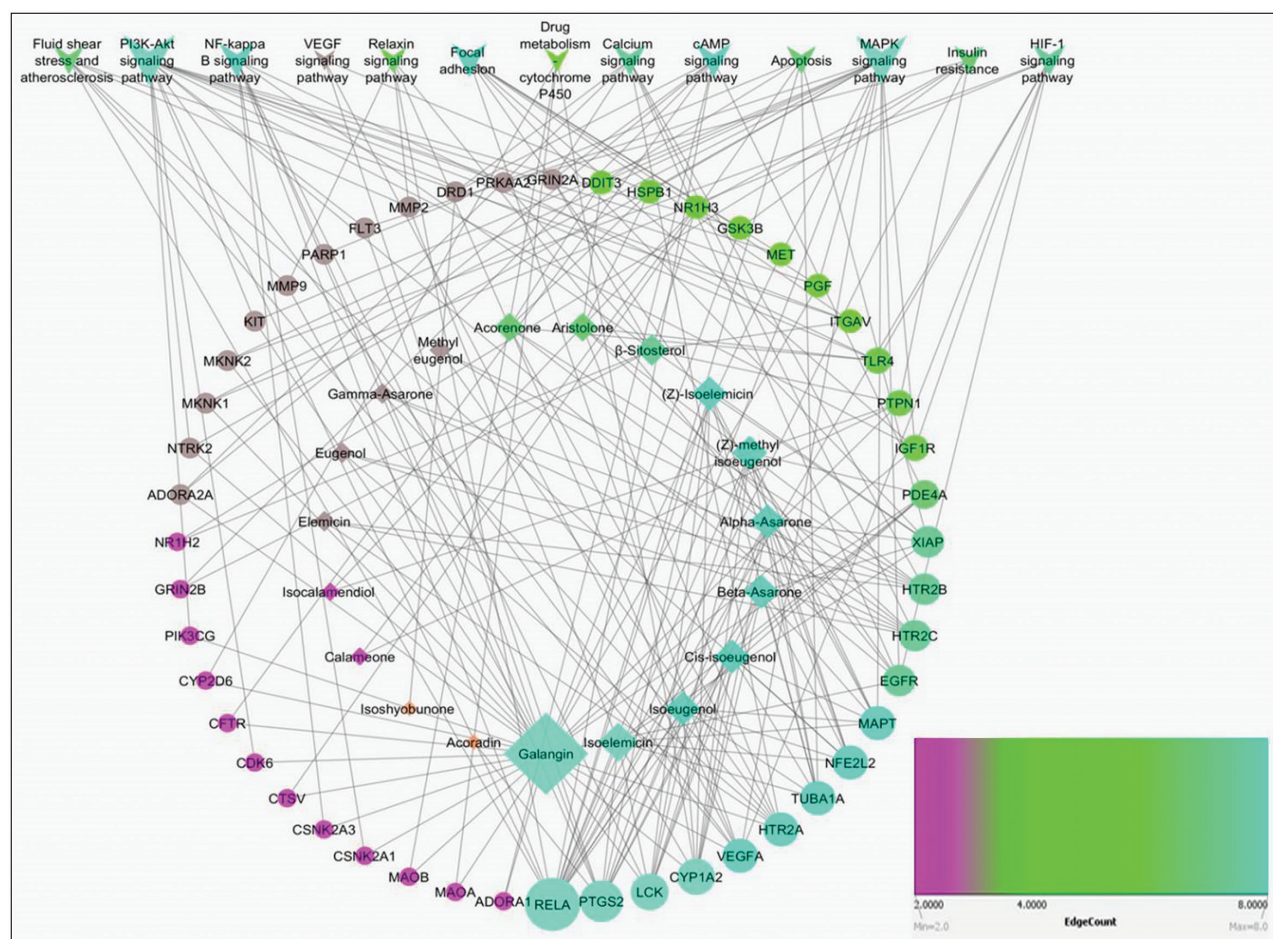 Fluid shear
stress and
atherosclerosis
PI3K-Akt
signaling
pathway
NF-kappa
B signaling
pathway
VEGF
signaling
pathway
Relaxin
signaling
pathway
Focal
adhesion
Drug
metabolism
-
cytochrome
P450
Calcium
signaling
pathway
cAMP
signaling
pathway
Apoptosis
MAPK
signaling
pathway
Insulin
resistance
HIF-1
signaling
pathway
PRKAA2
GRIN2A
DDIT3
DRD1
HSPB1
MMP2
NR1H3
FLT3
GSK3B
PARP1
MET
MMP9
PGF
KIT
ITGAV
Acorenone
Aristolone
Methyl
eugenol
β-Sitosterol
MKNK2
TLR4
Gamma-Asarone
(Z)-Isoelemicin
MKNK1
PTPN1
NTRK2
Eugenol
(Z)-methyl
isoeugenol
IGF1R
ADORA2A
PDE4A
Elemicin
Alpha-Asarone
NR1H2
XIAP
GRIN2B
Isocalamendiol
Beta-Asarone
HTR2B
PIK3CG
HTR2C
Calameone
Cis-isoeugenol
CYP2D6
EGFR
Isoshyobunone
Isoeugenol
CFTR
MAPT
Acoradin
Galangin
Isoelemicin
CDK6
NFE2L2
CTSV
TUBA1A
CSNK2A3
HTR2A
CSNK2A1
VEGFA
MAOB
CYP1A2
MAOA
LCK
ADORA1
RELA
PTGS2
2.0000
4.0000
8.0000
EdgeCount
Min=2.0
Max=8.0